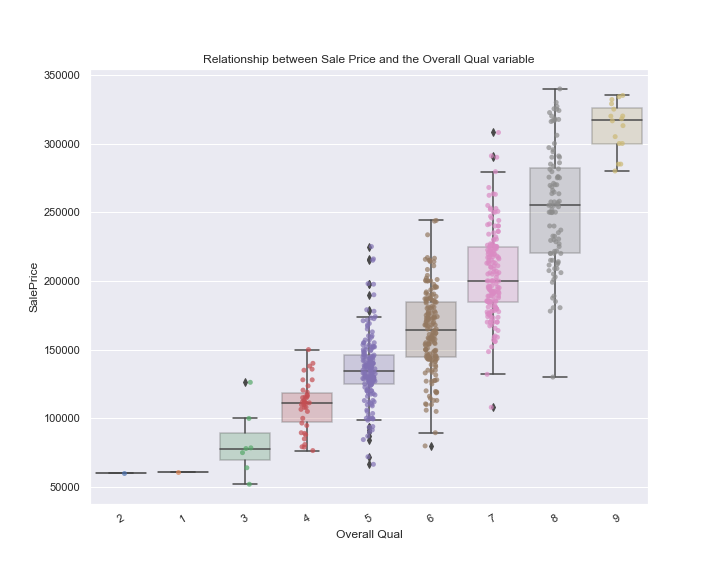 Relationship between Sale Price and the Overall Qual variable
350000
300000
250000
200000
150000
100000
50000
SalePrice
2 1 3 4 5 6 7 8 9
Overall Qual